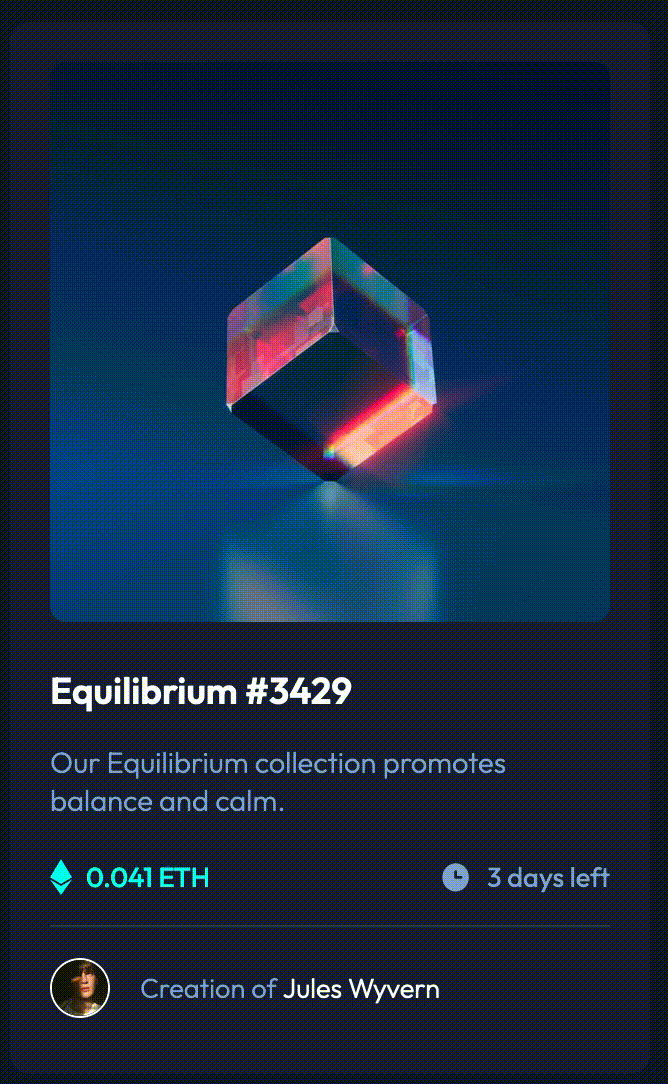 Equilibrium #3429
Our Equilibrium collection promotes
balance and calm.
0.041 ETH
3 days left
Creation of Jules Wyvern